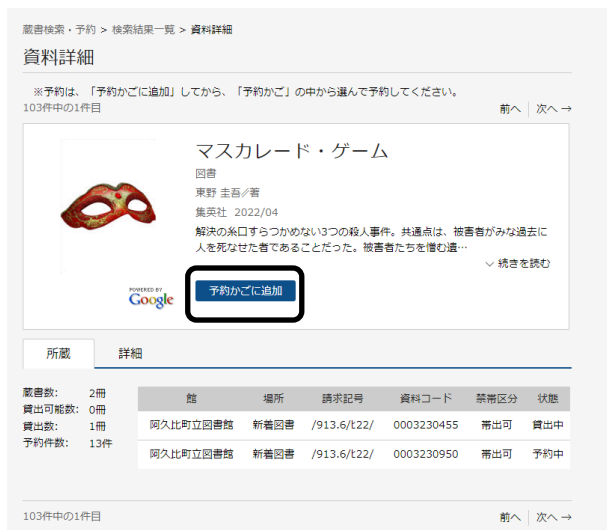 蔵書検索・予約 > 検索結果一覧 > 資料詳細
資料詳細
※予約は、「予約かごに追加」してから、「予約かご」の中から選んで予約してください。
103件中の1件目 前へ 次へ →
マスカレード・ゲーム
図書
東野 圭吾∥著
集英社 2022/04
解決の糸口すらつかめない3つの殺人事件。共通点は、被害者がみな過去に
人を死なせた者であることだった。被害者たちを憎む遺…
続きを読む
POWERED BY
Google
予約かごに追加
所蔵 詳細
蔵書数: 2冊
貸出可能数: 0冊
貸出数: 1冊
予約件数: 13件
館 場所 請求記号 資料コード 禁帯区分 状態
阿久比町立図書館 新着図書 /913.6/ﾋ22/ 0003230455 帯出可 貸出中
阿久比町立図書館 新着図書 /913.6/ﾋ22/ 0003230950 帯出可 予約中
103件中の1件目 前へ 次へ →